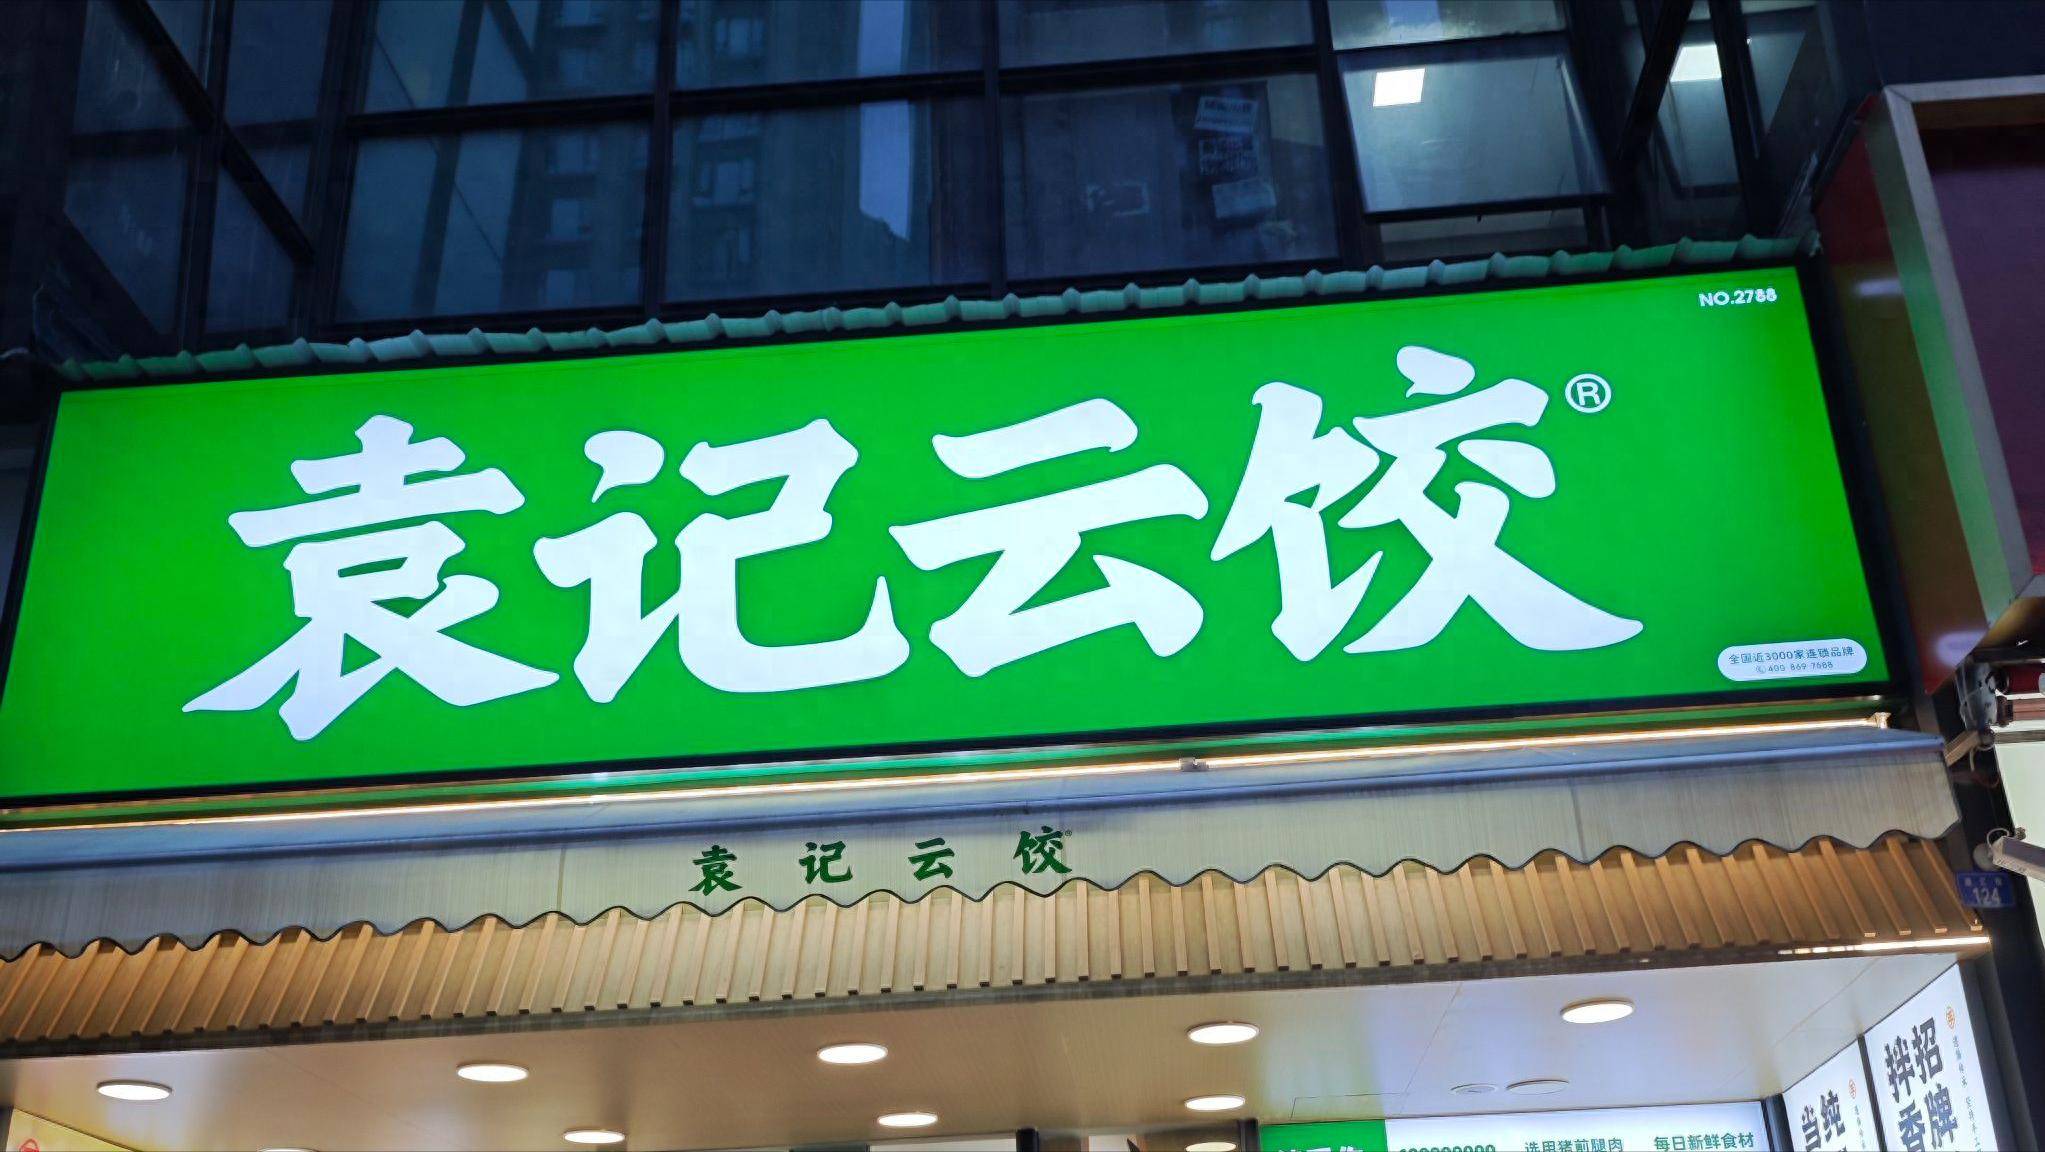 NO.2788
袁记云饺®
全国近3000家连锁品牌
400-869-7688
袁记云饺®
124
招牌
拌香
选用猪前腿肉
每日新鲜食材